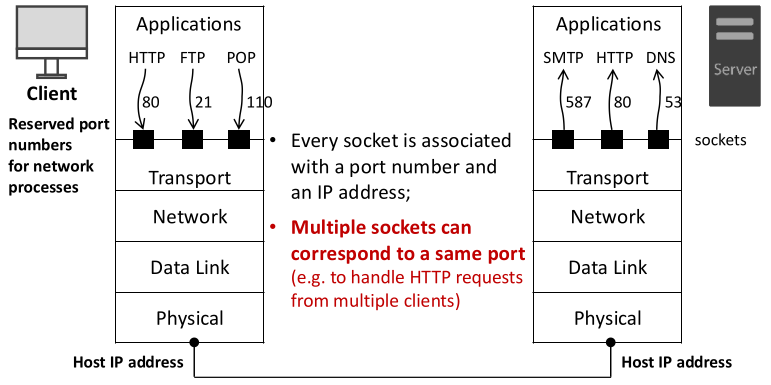 Applications
HTTP FTP POP
80 21 110
Client
Reserved port
numbers
for network
processes
Transport
Network
Data Link
Physical
Host IP address
• Every socket is associated
with a port number and
an IP address;
• Multiple sockets can
correspond to a same port
(e.g. to handle HTTP requests
from multiple clients)
Applications
SMTP HTTP DNS
587 80 53
Server
sockets
Transport
Network
Data Link
Physical
Host IP address